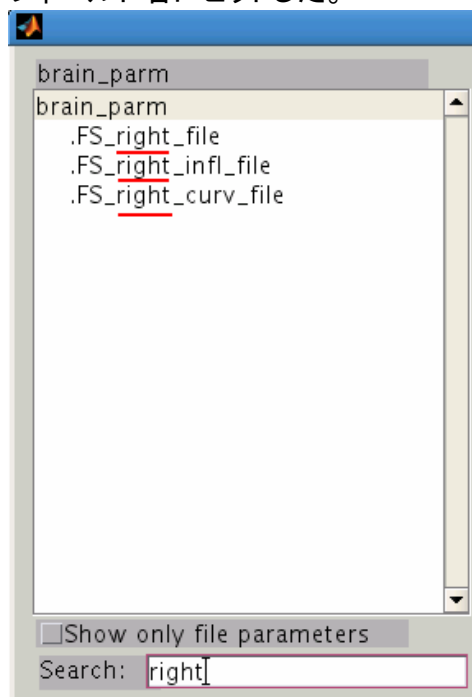 brain_parm
brain_parm
.FS_right_file
.FS_right_infl_file
.FS_right_curv_file
Show only file parameters
Search: right